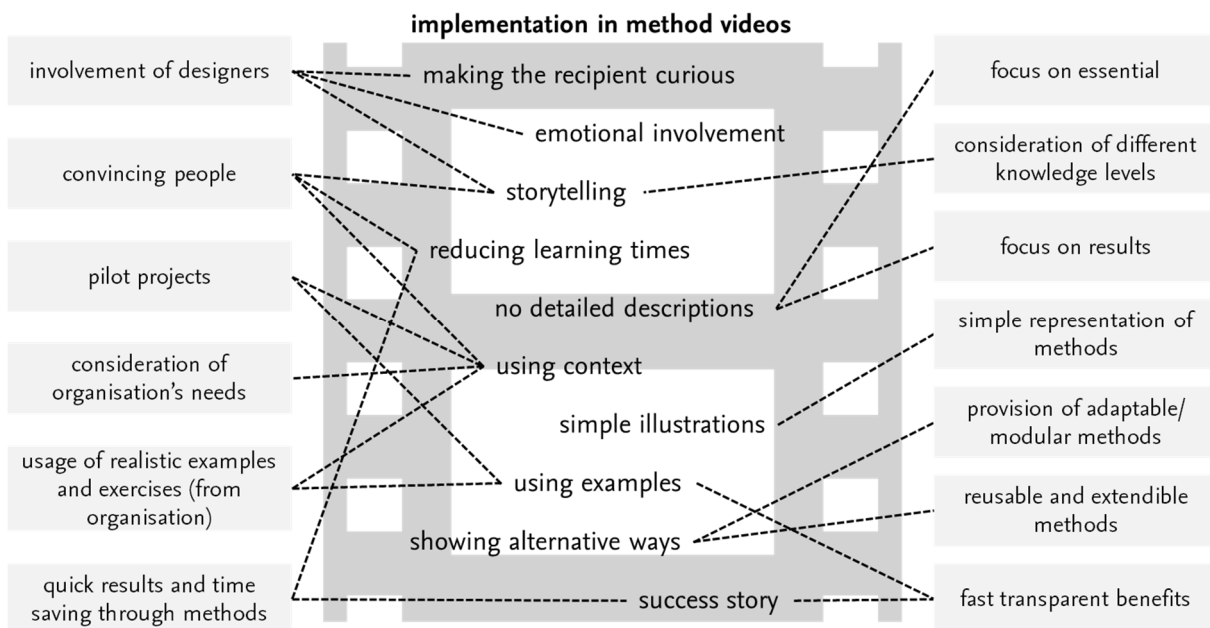 implementation in method videos
involvement of designers
convincing people
pilot projects
consideration of
organisation's needs
usage of realistic examples
and exercises (from
organisation)
quick results and time
saving through methods
making the recipient curious
emotional involvement
storytelling
reducing learning times
no detailed descriptions
using context
simple illustrations
using examples
showing alternative ways
success story
focus on essential
consideration of different
knowledge levels
focus on results
simple representation of
methods
provision of adaptable/
modular methods
reusable and extendible
methods
fast transparent benefits